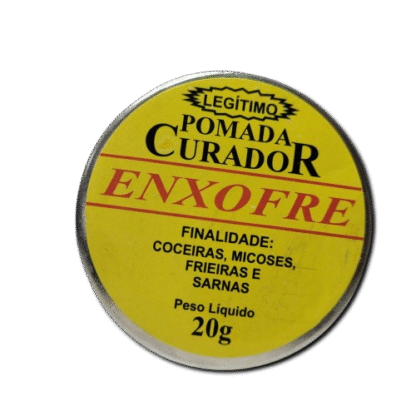 LEGÍTIMO
POMADA
CURADOR
ENXOFRE
FINALIDADE:
COCEIRAS, MICOSES,
FRIEIRAS E
SARNAS
Peso Líquido
20g